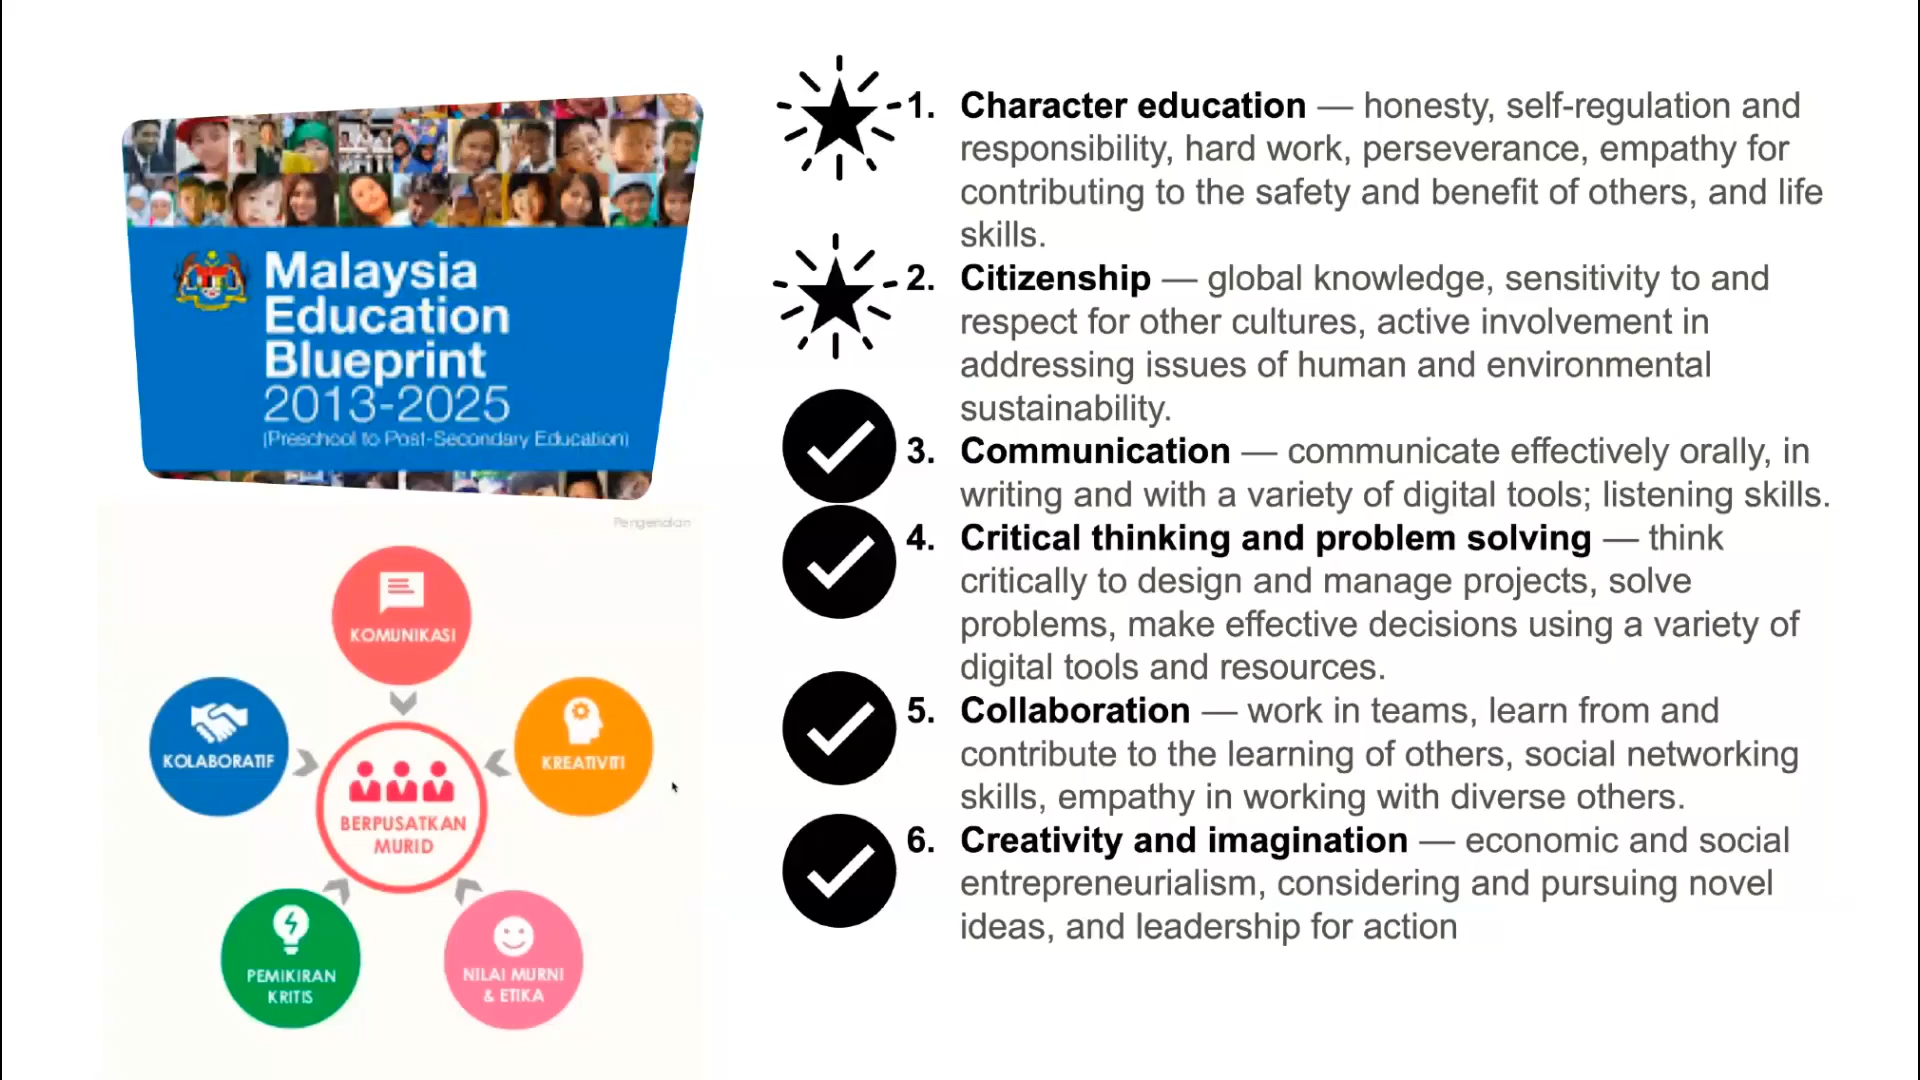 Malaysia
Education
Blueprint
2013-2025
(Preschool to Post-Secondary Education)
Pengenalan
KOMUNIKASI
KOLABORATIF
KREATIVITI
BERPUSATKAN
MURID
PEMIKIRAN
KRITIS
NILAI MURNI
& ETIKA
1. Character education — honesty, self-regulation and
responsibility, hard work, perseverance, empathy for
contributing to the safety and benefit of others, and life
skills.
2. Citizenship — global knowledge, sensitivity to and
respect for other cultures, active involvement in
addressing issues of human and environmental
sustainability.
3. Communication — communicate effectively orally, in
writing and with a variety of digital tools; listening skills.
4. Critical thinking and problem solving — think
critically to design and manage projects, solve
problems, make effective decisions using a variety of
digital tools and resources.
5. Collaboration — work in teams, learn from and
contribute to the learning of others, social networking
skills, empathy in working with diverse others.
6. Creativity and imagination — economic and social
entrepreneurialism, considering and pursuing novel
ideas, and leadership for action